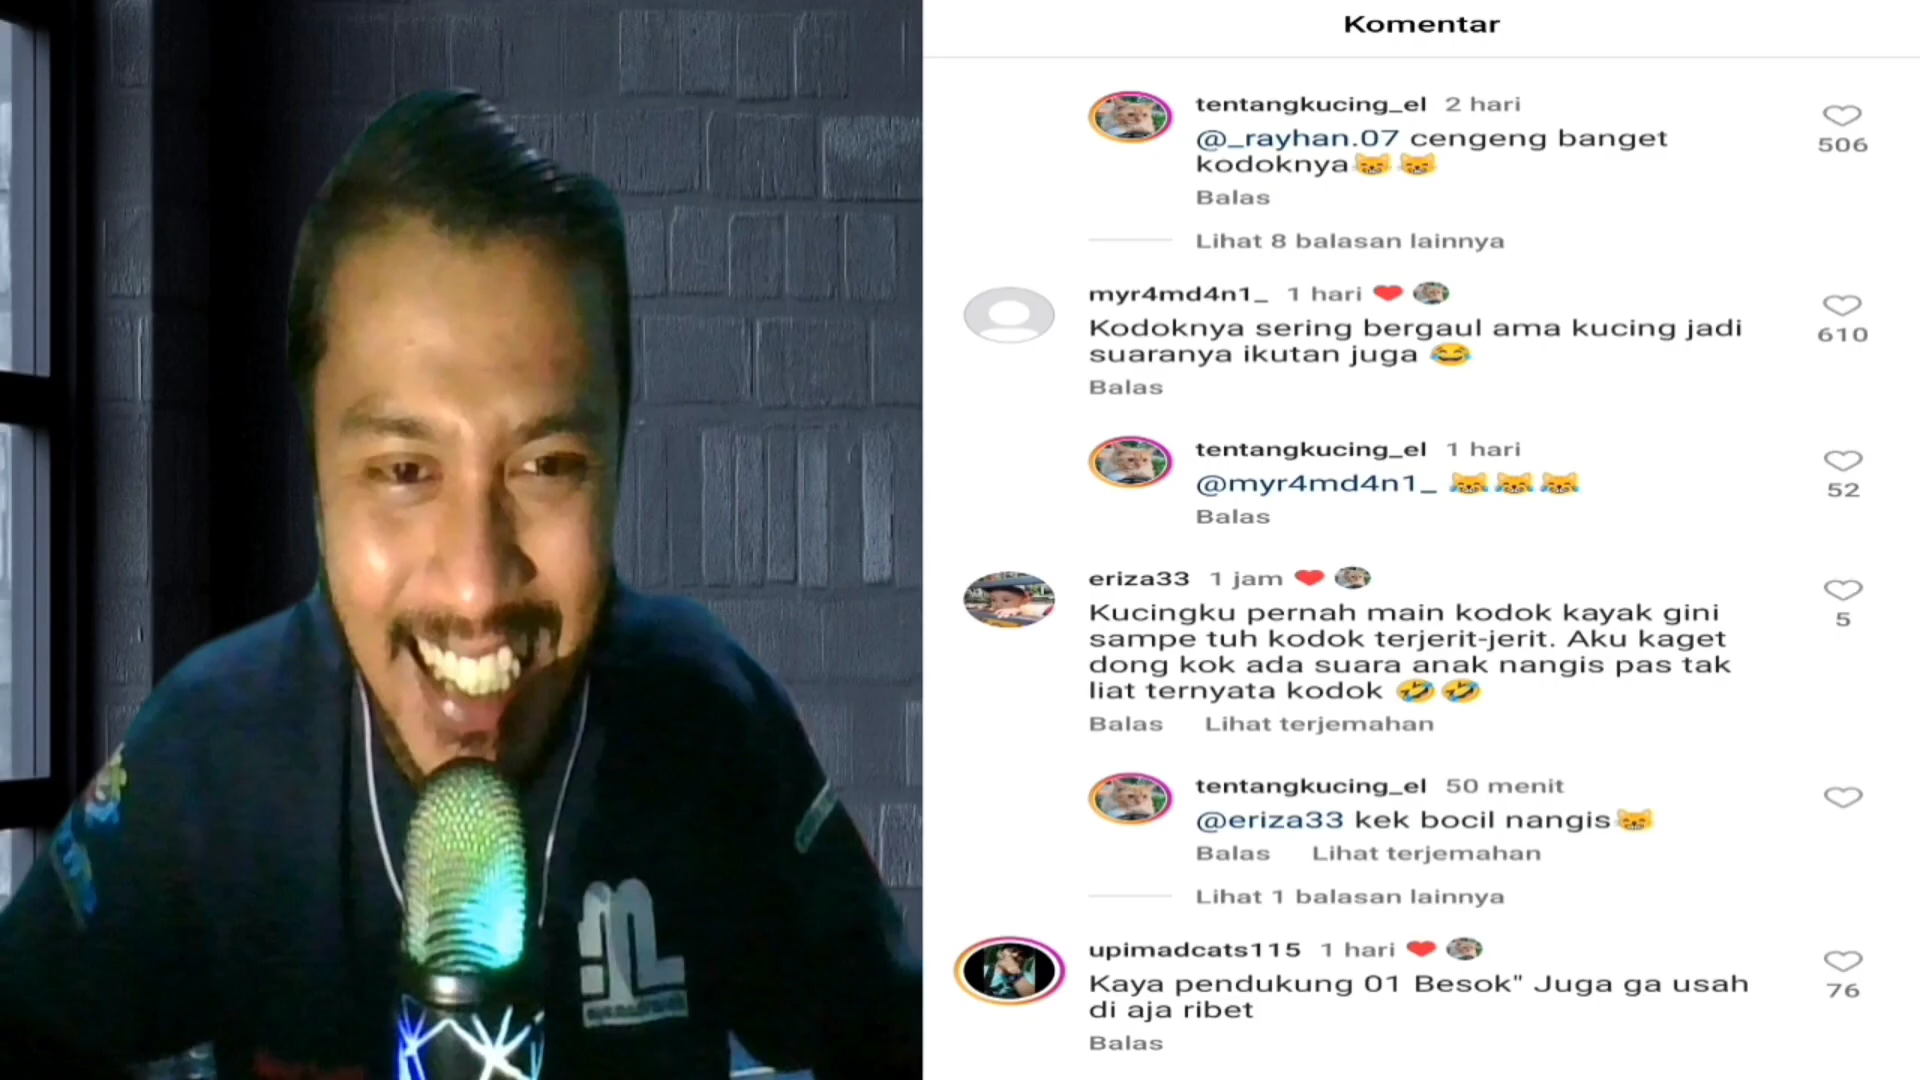 Komentar
tentangkucing_el 2 hari
@_rayhan.07 cengeng banget
kodoknya😹😹
506
Balas
Lihat 8 balasan lainnya
myr4md4n1_ 1 hari
Kodoknya sering bergaul ama kucing jadi
suaranya ikutan juga 😂
610
Balas
tentangkucing_el 1 hari
@myr4md4n1_ 😹😹😹
52
Balas
eriza33 1 jam
Kucingku pernah main kodok kayak gini
sampe tuh kodok terjerit-jerit. Aku kaget
dong kok ada suara anak nangis pas tak
liat ternyata kodok 🤣🤣
5
Balas Lihat terjemahan
tentangkucing_el 50 menit
@eriza33 kek bocil nangis😹
Balas Lihat terjemahan
Lihat 1 balasan lainnya
upimadcats115 1 hari
Kaya pendukung 01 Besok" Juga ga usah
di aja ribet
76
Balas